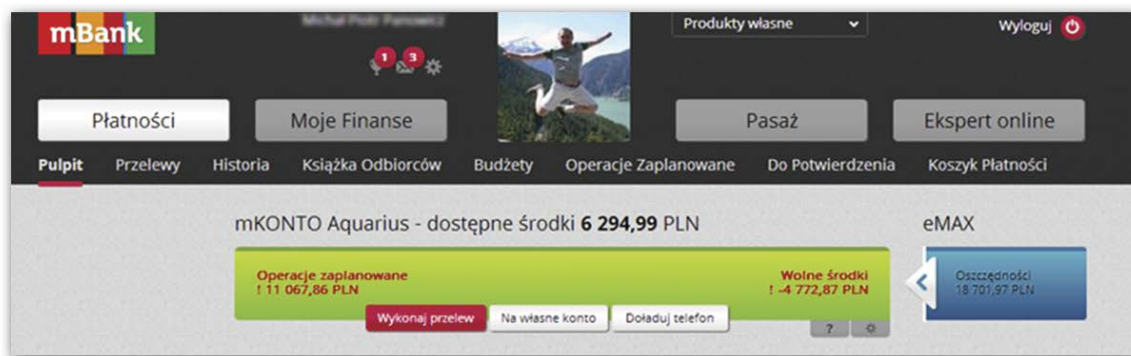 mBank
Produkty własne
Wyloguj
1 3
Płatności
Moje Finanse
Pasaż
Ekspert online
Pulpit Przelewy Historia Książka Odbiorców Budżety Operacje Zaplanowane Do Potwierdzenia Koszyk Płatności
mKONTO Aquarius - dostępne środki 6 294,99 PLN
eMAX
Operacje zaplanowane
! 11 067,86 PLN
Wolne środki
! -4 772,87 PLN
Oszczędności
18 701,97 PLN
Wykonaj przelew
Na własne konto
Doładuj telefon
?